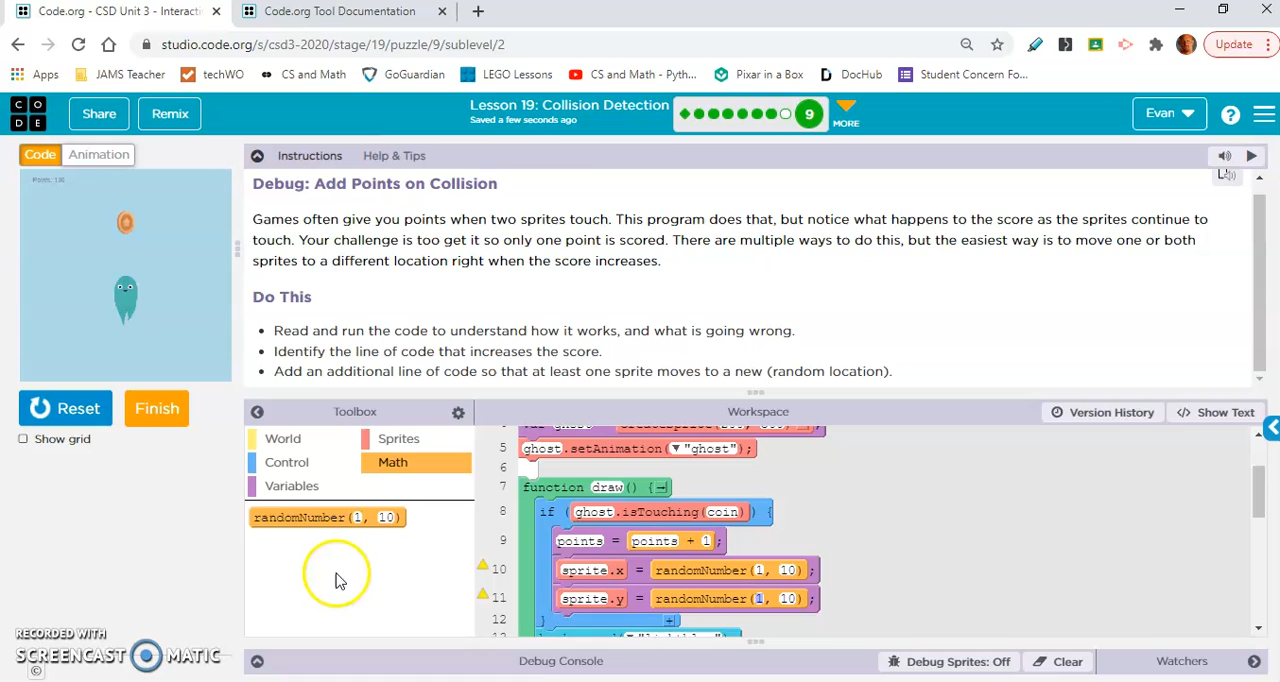 Code.org - CSD Unit 3 - Interacti
Code.org Tool Documentation
studio.code.org/s/csd3-2020/stage/19/puzzle/9/sublevel/2
Update
Apps
JAMS Teacher
techWO
CS and Math
GoGuardian
LEGO Lessons
CS and Math - Pyth...
Pixar in a Box
DocHub
Student Concern Fo...
C O D E
Share
Remix
Lesson 19: Collision Detection
Saved a few seconds ago
9
MORE
Evan
Code
Animation
Instructions
Help & Tips
Debug: Add Points on Collision
Games often give you points when two sprites touch. This program does that, but notice what happens to the score as the sprites continue to
touch. Your challenge is too get it so only one point is scored. There are multiple ways to do this, but the easiest way is to move one or both
sprites to a different location right when the score increases.
Do This
Read and run the code to understand how it works, and what is going wrong.
Identify the line of code that increases the score.
Add an additional line of code so that at least one sprite moves to a new (random location).
Reset
Finish
Show grid
Toolbox
Workspace
Version History
Show Text
World
Sprites
Control
Math
Variables
randomNumber(1, 10)
5 ghost.setAnimation( "ghost");
6
7 function draw() {
8 if (ghost.isTouching(coin)) {
9 points = points + 1;
10 sprite.x = randomNumber(1, 10);
11 sprite.y = randomNumber(1, 10);
12 }
RECORDED WITH
SCREENCAST MATIC
Debug Console
Debug Sprites: Off
Clear
Watchers